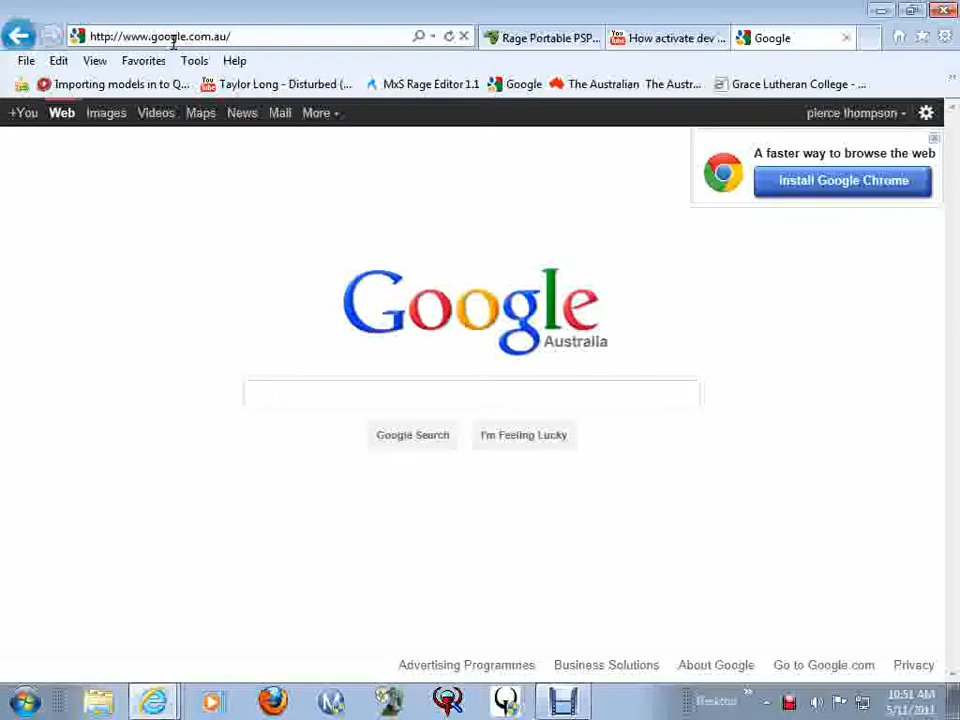 http://www.google.com.au/
Rage Portable PSP...
How activate dev ...
Google
File Edit View Favorites Tools Help
Importing models in to Q...
Taylor Long - Disturbed (...
MxS Rage Editor 1.1
Google
The Australian The Austr...
Grace Lutheran College - ...
+You Web Images Videos Maps News Mail More
pierce thompson
A faster way to browse the web
Install Google Chrome
Google
Australia
Google Search
I'm Feeling Lucky
Advertising Programmes Business Solutions About Google Go to Google.com Privacy
Desktop
10:51 AM
5/11/2011